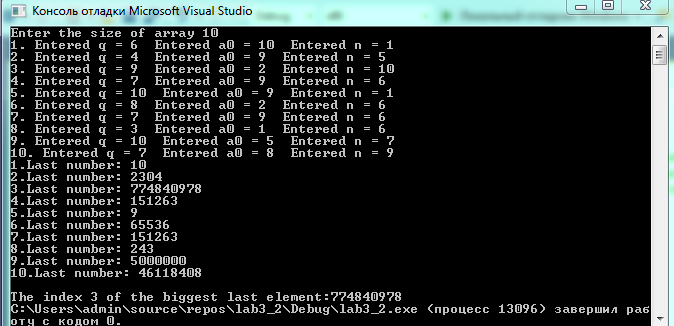 Консоль отладки Microsoft Visual Studio
Enter the size of array 10
1. Entered q = 6  Entered a0 = 10  Entered n = 1
2. Entered q = 4  Entered a0 = 9  Entered n = 5
3. Entered q = 9  Entered a0 = 2  Entered n = 10
4. Entered q = 7  Entered a0 = 9  Entered n = 6
5. Entered q = 10  Entered a0 = 9  Entered n = 1
6. Entered q = 8  Entered a0 = 2  Entered n = 6
7. Entered q = 7  Entered a0 = 9  Entered n = 6
8. Entered q = 3  Entered a0 = 1  Entered n = 6
9. Entered q = 10  Entered a0 = 5  Entered n = 7
10. Entered q = 7  Entered a0 = 8  Entered n = 9
1.Last number: 10
2.Last number: 2304
3.Last number: 774840978
4.Last number: 151263
5.Last number: 9
6.Last number: 65536
7.Last number: 151263
8.Last number: 243
9.Last number: 5000000
10.Last number: 46118408
The index 3 of the biggest last element:774840978
C:\Users\admin\source\repos\lab3_2\Debug\lab3_2.exe (процесс 13096) завершил раб
оту с кодом 0.